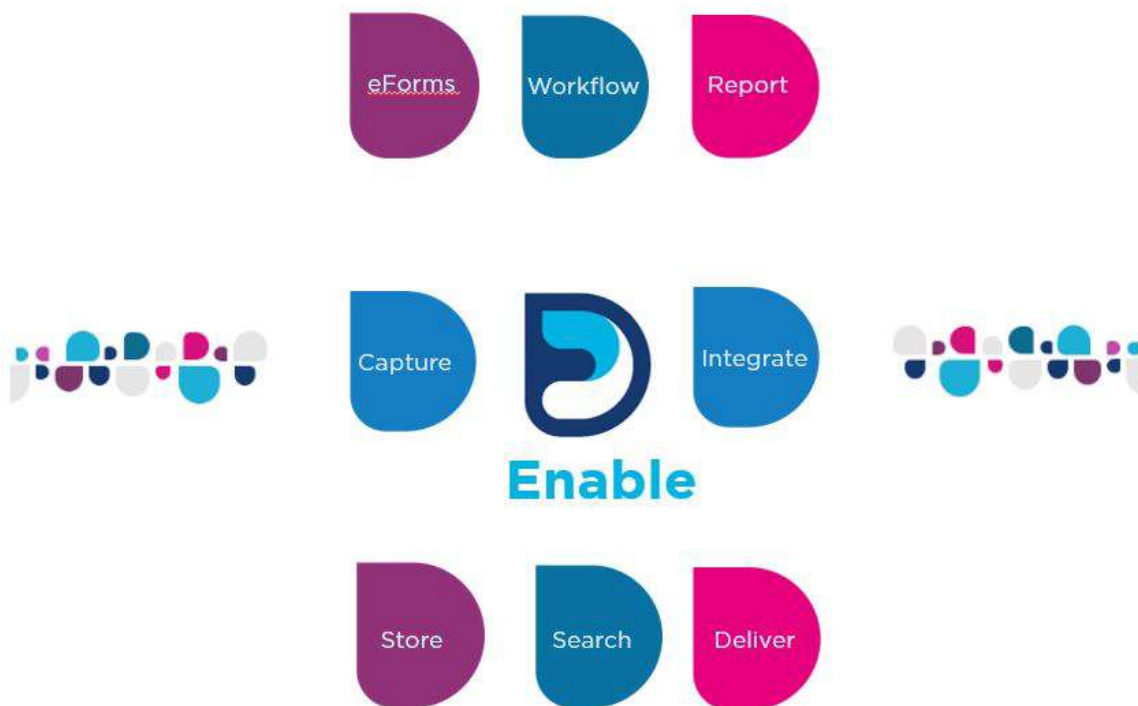 eForms Workflow Report
Capture Integrate
Enable
Store Search Deliver